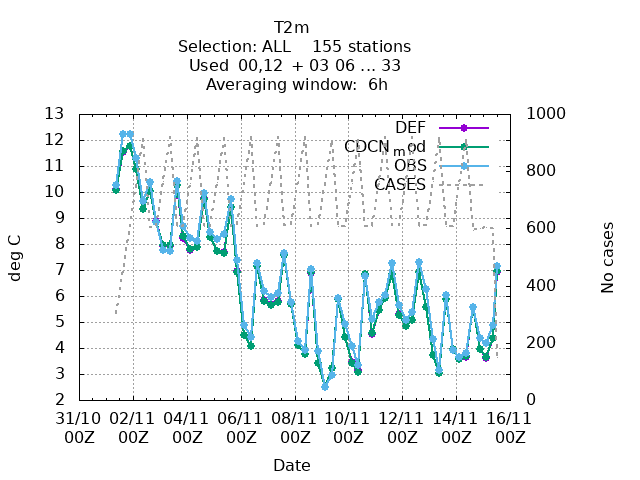 T2m
Selection: ALL 155 stations
Used 00,12 + 03 06 ... 33
Averaging window: 6h
DEF
CDCN_mod
OBS
CASES
deg C
13
12
11
10
9
8
7
6
5
4
3
2
No cases
1000
800
600
400
200
0
31/10 02/11 04/11 06/11 08/11 10/11 12/11 14/11 16/11
00Z 00Z 00Z 00Z 00Z 00Z 00Z 00Z 00Z
Date